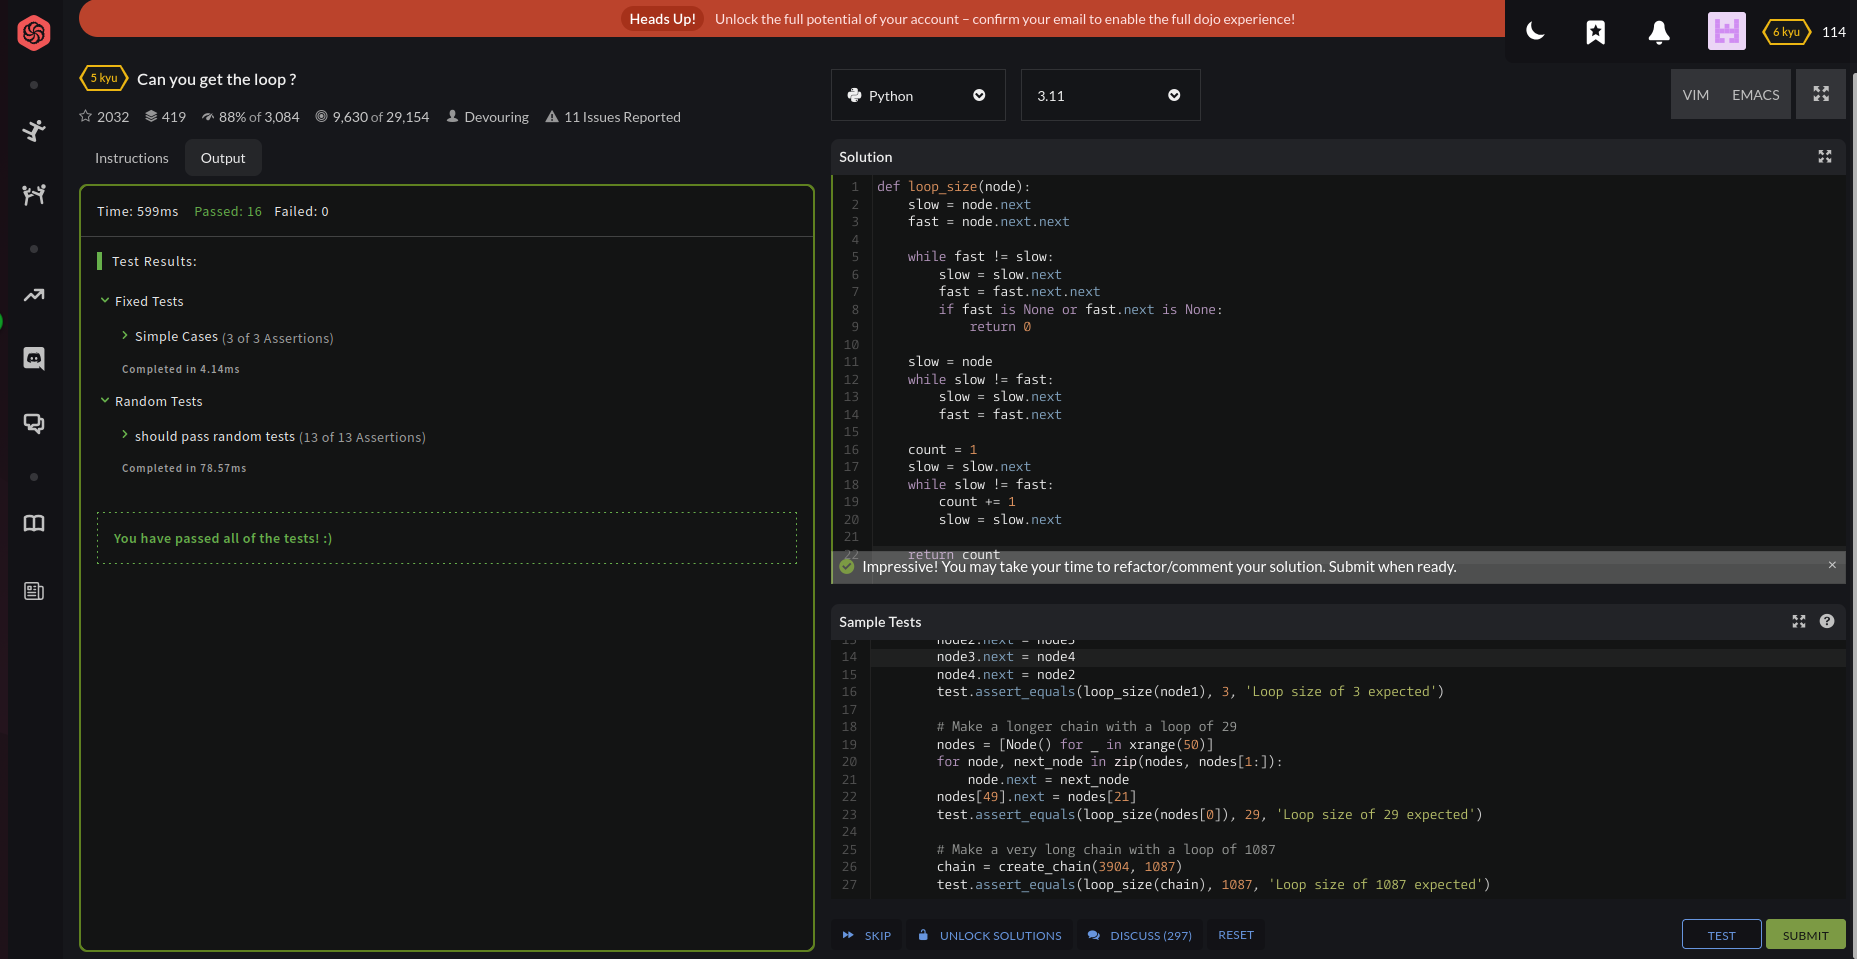 Heads Up! Unlock the full potential of your account – confirm your email to enable the full dojo experience!
6 kyu 114
5 kyu Can you get the loop ?
2032 419 88% of 3,084 9,630 of 29,154 Devouring 11 Issues Reported
Instructions Output
Time: 599ms Passed: 16 Failed: 0
Test Results:
Fixed Tests
Simple Cases (3 of 3 Assertions)
Completed in 4.14ms
Random Tests
should pass random tests (13 of 13 Assertions)
Completed in 78.57ms
You have passed all of the tests! :)
Python 3.11 VIM EMACS
Solution
1 def loop_size(node):
2 slow = node.next
3 fast = node.next.next
4
5 while fast != slow:
6 slow = slow.next
7 fast = fast.next.next
8 if fast is None or fast.next is None:
9 return 0
10
11 slow = node
12 while slow != fast:
13 slow = slow.next
14 fast = fast.next
15
16 count = 1
17 slow = slow.next
18 while slow != fast:
19 count += 1
20 slow = slow.next
21
22 return count
Impressive! You may take your time to refactor/comment your solution. Submit when ready. ×
Sample Tests
13 node2.next = node3
14 node3.next = node4
15 node4.next = node2
16 test.assert_equals(loop_size(node1), 3, 'Loop size of 3 expected')
17
18 # Make a longer chain with a loop of 29
19 nodes = [Node() for _ in xrange(50)]
20 for node, next_node in zip(nodes, nodes[1:]):
21 node.next = next_node
22 nodes[49].next = nodes[21]
23 test.assert_equals(loop_size(nodes[0]), 29, 'Loop size of 29 expected')
24
25 # Make a very long chain with a loop of 1087
26 chain = create_chain(3904, 1087)
27 test.assert_equals(loop_size(chain), 1087, 'Loop size of 1087 expected')
SKIP UNLOCK SOLUTIONS DISCUSS (297) RESET TEST SUBMIT